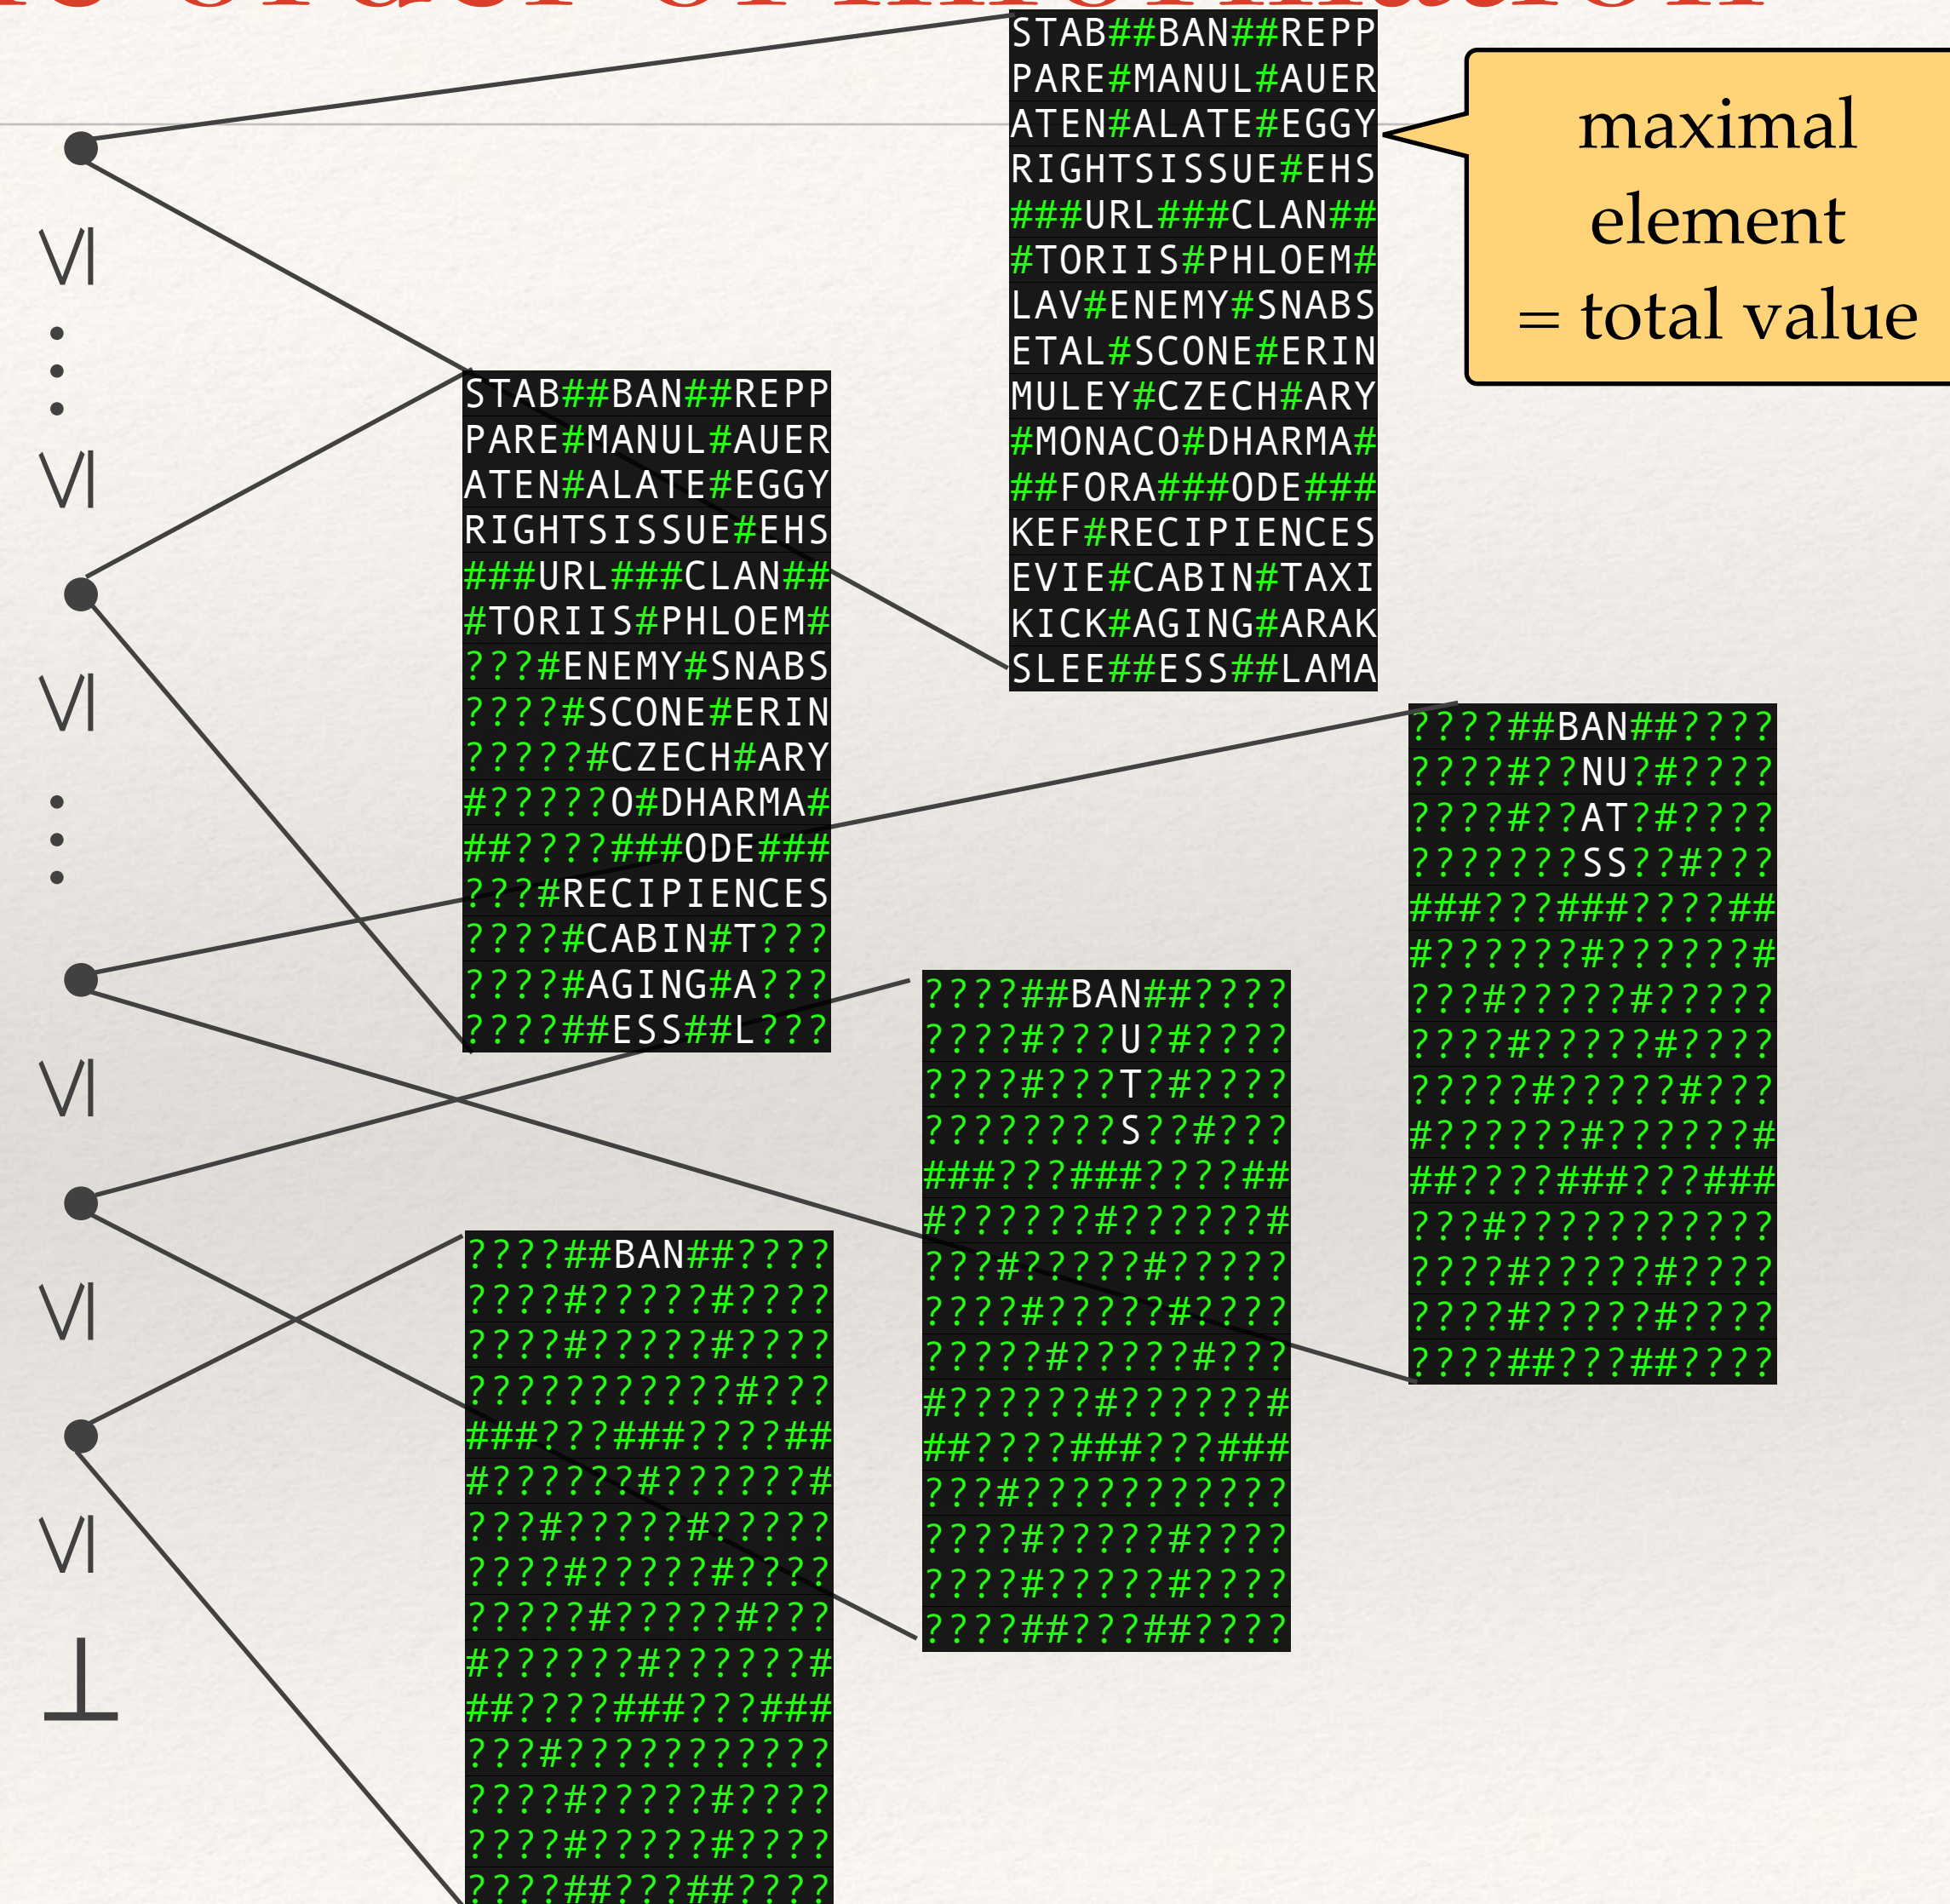 order of information
STAB##BAN##REPP
PARE#MANUL#AUER
ATEN#ALATE#EGGY
RIGHTSISSUE#EHS
###URL###CLAN##
#TORIIS#PHLOEM#
LAV#ENEMY#SNABS
ETAL#SCONE#ERIN
MULEY#CZECH#ARY
#MONACO#DHARMA#
##FORA###ODE###
KEF#RECIPIENCES
EVIE#CABIN#TAXI
KICK#AGING#ARAK
SLEE##ESS##LAMA
maximal
element
= total value
≤
⋮
≤
STAB##BAN##REPP
PARE#MANUL#AUER
ATEN#ALATE#EGGY
RIGHTSISSUE#EHS
###URL###CLAN##
#TORIIS#PHLOEM#
???#ENEMY#SNABS
????#SCONE#ERIN
?????#CZECH#ARY
#?????O#DHARMA#
##????###ODE###
???#RECIPIENCES
????#CABIN#T???
????#AGING#A???
????##ESS##L???
≤
⋮
????##BAN##????
????#??NU?#????
????#??AT?#????
???????SS??#???
###???###????##
#??????#??????#
???#?????#?????
????#?????#????
?????#?????#???
#??????#??????#
##????###???###
???#???????????
????#?????#????
????#?????#????
????##???##????
≤
????##BAN##????
????#???U?#????
????#???T?#????
????????S??#???
###???###????##
#??????#??????#
???#?????#?????
????#?????#????
?????#?????#???
#??????#??????#
##????###???###
???#???????????
????#?????#????
????#?????#????
????##???##????
≤
????##BAN##????
????#?????#????
????#?????#????
???????????#???
###???###????##
#??????#??????#
???#?????#?????
????#?????#????
?????#?????#???
#??????#??????#
##????###???###
???#???????????
????#?????#????
????#?????#????
????##???##????
≤
⊥